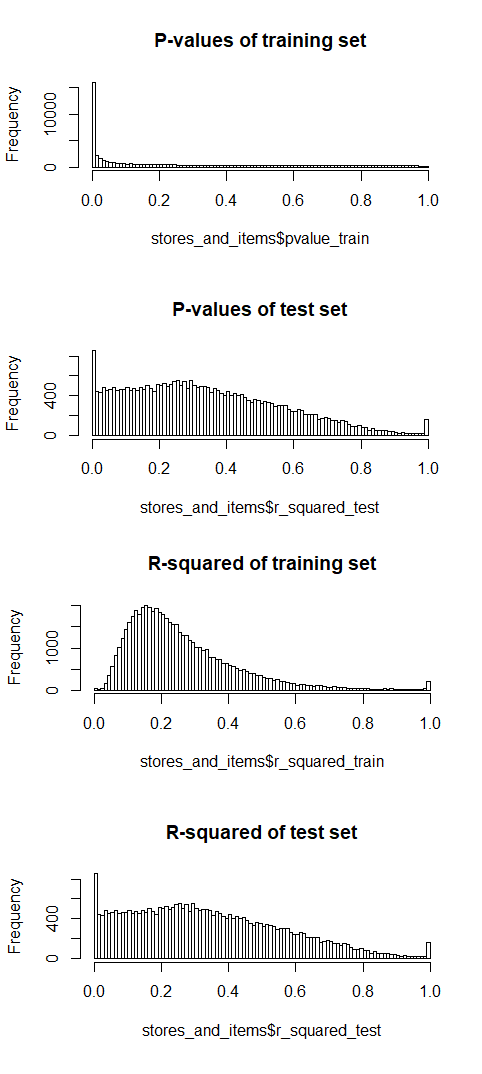 P-values of training set
Frequency
10000
0
0.0 0.2 0.4 0.6 0.8 1.0
stores_and_items$pvalue_train
P-values of test set
Frequency
400
0
0.0 0.2 0.4 0.6 0.8 1.0
stores_and_items$r_squared_test
R-squared of training set
Frequency
1000
0
0.0 0.2 0.4 0.6 0.8 1.0
stores_and_items$r_squared_train
R-squared of test set
Frequency
400
0
0.0 0.2 0.4 0.6 0.8 1.0
stores_and_items$r_squared_test